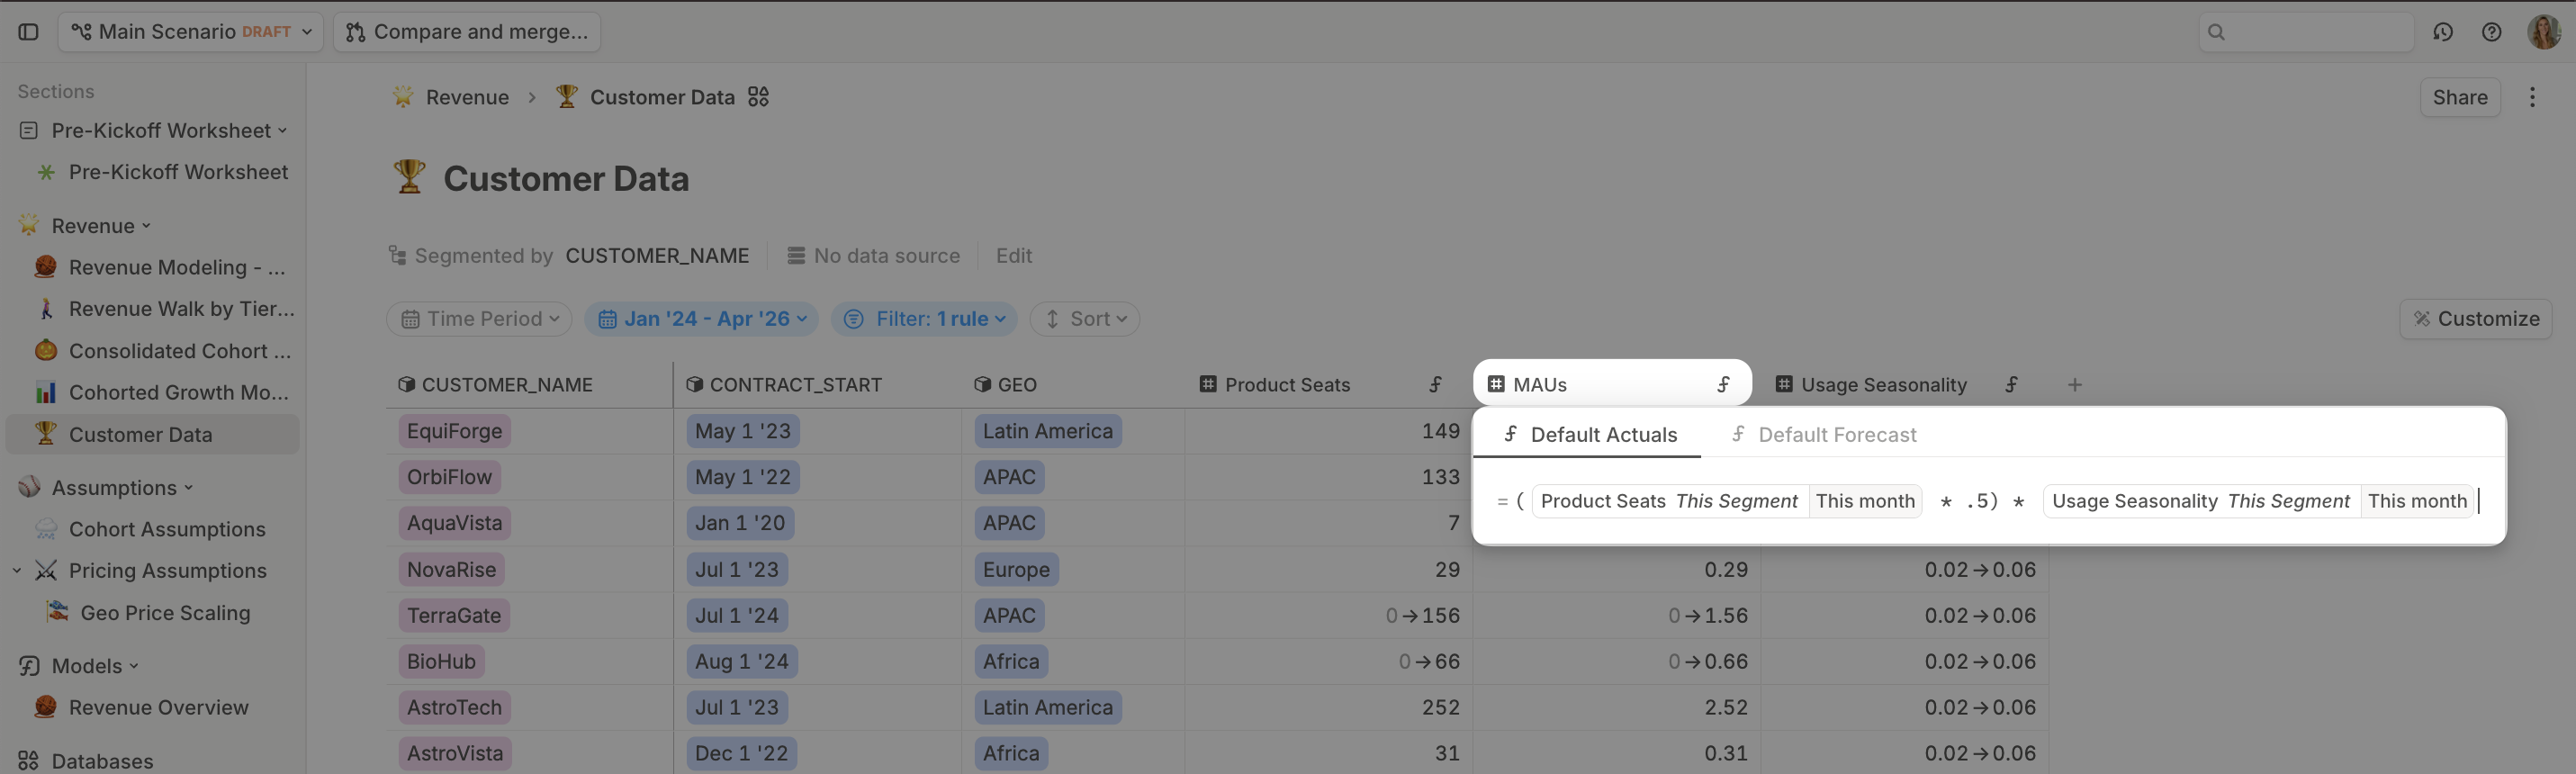 Main Scenario DRAFT
Compare and merge...
Sections
Pre-Kickoff Worksheet
Pre-Kickoff Worksheet
Revenue
Revenue Modeling - ...
Revenue Walk by Tier...
Consolidated Cohort ...
Cohorted Growth Mo...
Customer Data
Assumptions
Cohort Assumptions
Pricing Assumptions
Geo Price Scaling
Models
Revenue Overview
Databases
Revenue > Customer Data
Share
Customer Data
Segmented by CUSTOMER_NAME No data source Edit
Time Period Jan '24 - Apr '26 Filter: 1 rule Sort
Customize
CUSTOMER_NAME CONTRACT_START GEO Product Seats MAUs Usage Seasonality
EquiForge May 1 '23 Latin America 149
OrbiFlow May 1 '22 APAC 133
AquaVista Jan 1 '20 APAC 7
Default Actuals Default Forecast
= ( Product Seats This Segment This month * .5) * Usage Seasonality This Segment This month
NovaRise Jul 1 '23 Europe 29 0.29 0.02→0.06
TerraGate Jul 1 '24 APAC 0→156 0→1.56 0.02→0.06
BioHub Aug 1 '24 Africa 0→66 0→0.66 0.02→0.06
AstroTech Jul 1 '23 Latin America 252 2.52 0.02→0.06
AstroVista Dec 1 '22 Africa 31 0.31 0.02→0.06